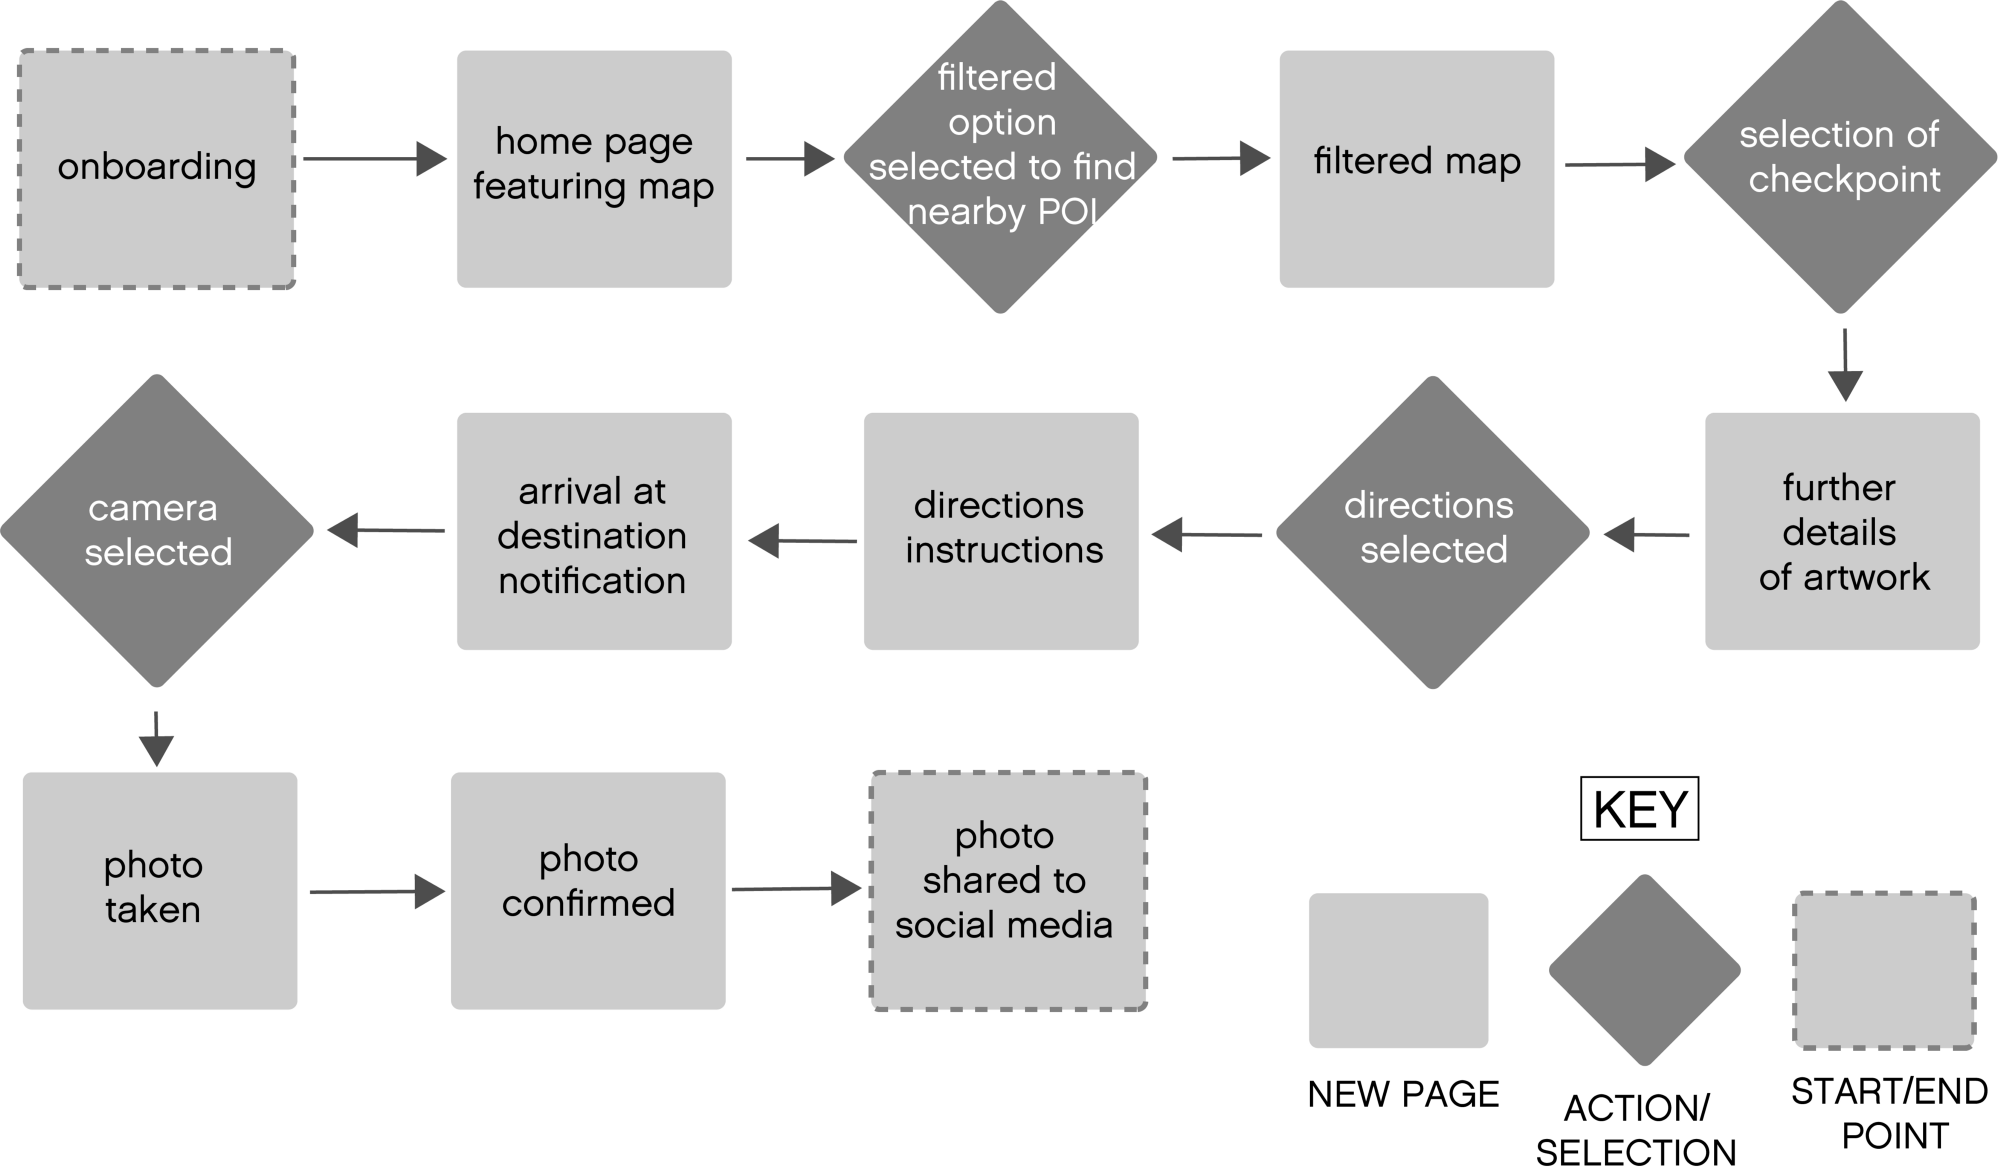 onboarding
home page
featuring map
filtered
option
selected to find
nearby POI
filtered map
selection of
checkpoint
camera
selected
arrival at
destination
notification
directions
instructions
directions
selected
further
details
of artwork
photo
taken
photo
confirmed
photo
shared to
social media
KEY
NEW PAGE
ACTION/
SELECTION
START/END
POINT